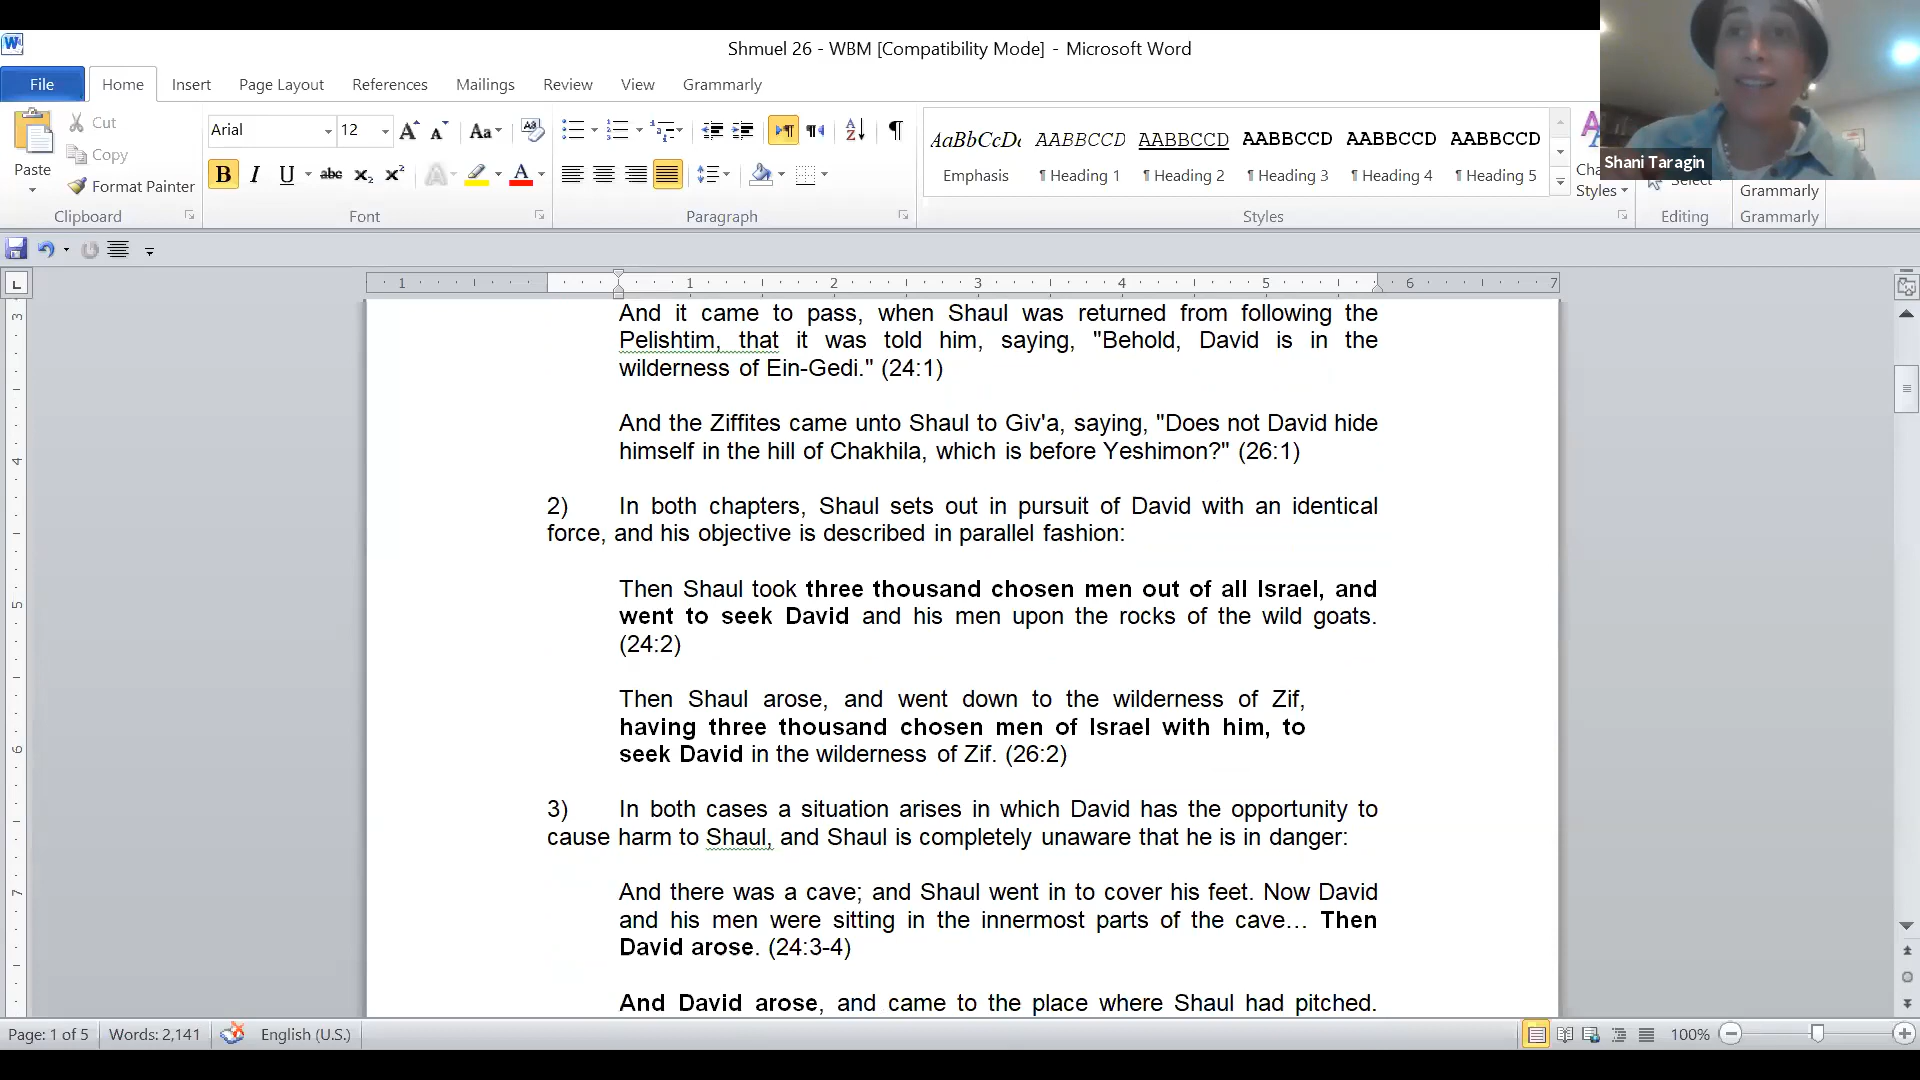 Shmuel 26 - WBM [Compatibility Mode] - Microsoft Word
File Home Insert Page Layout References Mailings Review View Grammarly
Paste
Cut
Copy
Format Painter
Clipboard
Arial 12
Font
Paragraph
AaBbCcDc AABBCCD AABBCCD AABBCCD AABBCCD AABBCCD
Emphasis ¶ Heading 1 ¶ Heading 2 ¶ Heading 3 ¶ Heading 4 ¶ Heading 5
Styles
Styles
Select
Editing
Grammarly
Grammarly
Shani Taragin
1 1 2 3 4 5 6 7
And it came to pass, when Shaul was returned from following the
Pelishtim, that it was told him, saying, "Behold, David is in the
wilderness of Ein-Gedi." (24:1)
And the Ziffites came unto Shaul to Giv'a, saying, "Does not David hide
himself in the hill of Chakhila, which is before Yeshimon?" (26:1)
2) In both chapters, Shaul sets out in pursuit of David with an identical
force, and his objective is described in parallel fashion:
Then Shaul took three thousand chosen men out of all Israel, and
went to seek David and his men upon the rocks of the wild goats.
(24:2)
Then Shaul arose, and went down to the wilderness of Zif,
having three thousand chosen men of Israel with him, to
seek David in the wilderness of Zif. (26:2)
3) In both cases a situation arises in which David has the opportunity to
cause harm to Shaul, and Shaul is completely unaware that he is in danger:
And there was a cave; and Shaul went in to cover his feet. Now David
and his men were sitting in the innermost parts of the cave… Then
David arose. (24:3-4)
And David arose, and came to the place where Shaul had pitched.
Page: 1 of 5 Words: 2,141 English (U.S.) 100%